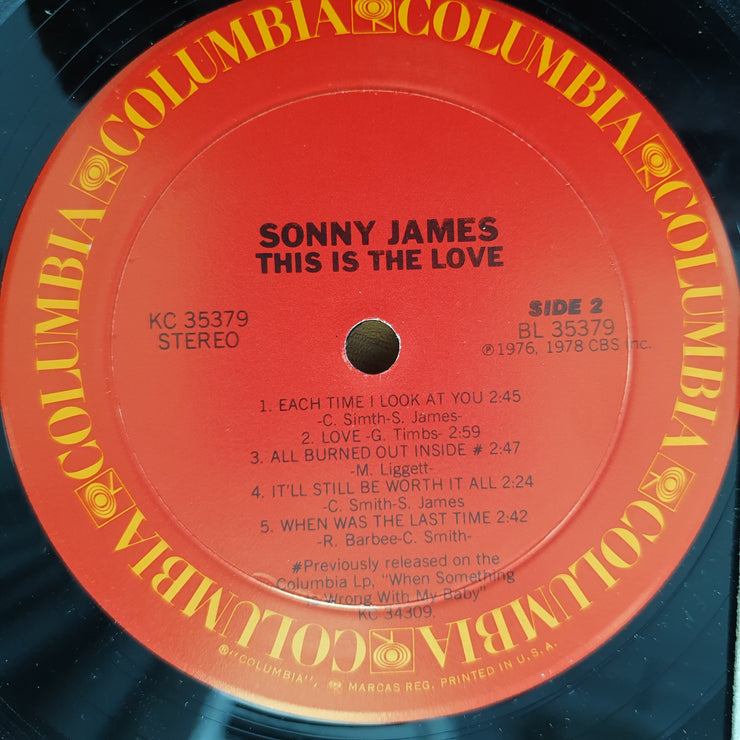 COLUMBIA COLUMBIA COLUMBIA COLUMBIA COLUMBIA COLUMBIA COLUMBIA COLUMBIA
SONNY JAMES
THIS IS THE LOVE
KC 35379
STEREO
SIDE 2
BL 35379
℗1976, 1978 CBS Inc.
1. EACH TIME I LOOK AT YOU 2:45
-C. Simth-S. James-
2. LOVE -G. Timbs- 2:59
3. ALL BURNED OUT INSIDE # 2:47
-M. Liggett-
4. IT'LL STILL BE WORTH IT ALL 2:24
-C. Smith-S. James
5. WHEN WAS THE LAST TIME 2:42
-R. Barbee-C. Smith-
#Previously released on the
Columbia Lp, "When Something
Is Wrong With My Baby"
KC 34309.
®"COLUMBIA", MARCAS REG. PRINTED IN U.S.A.